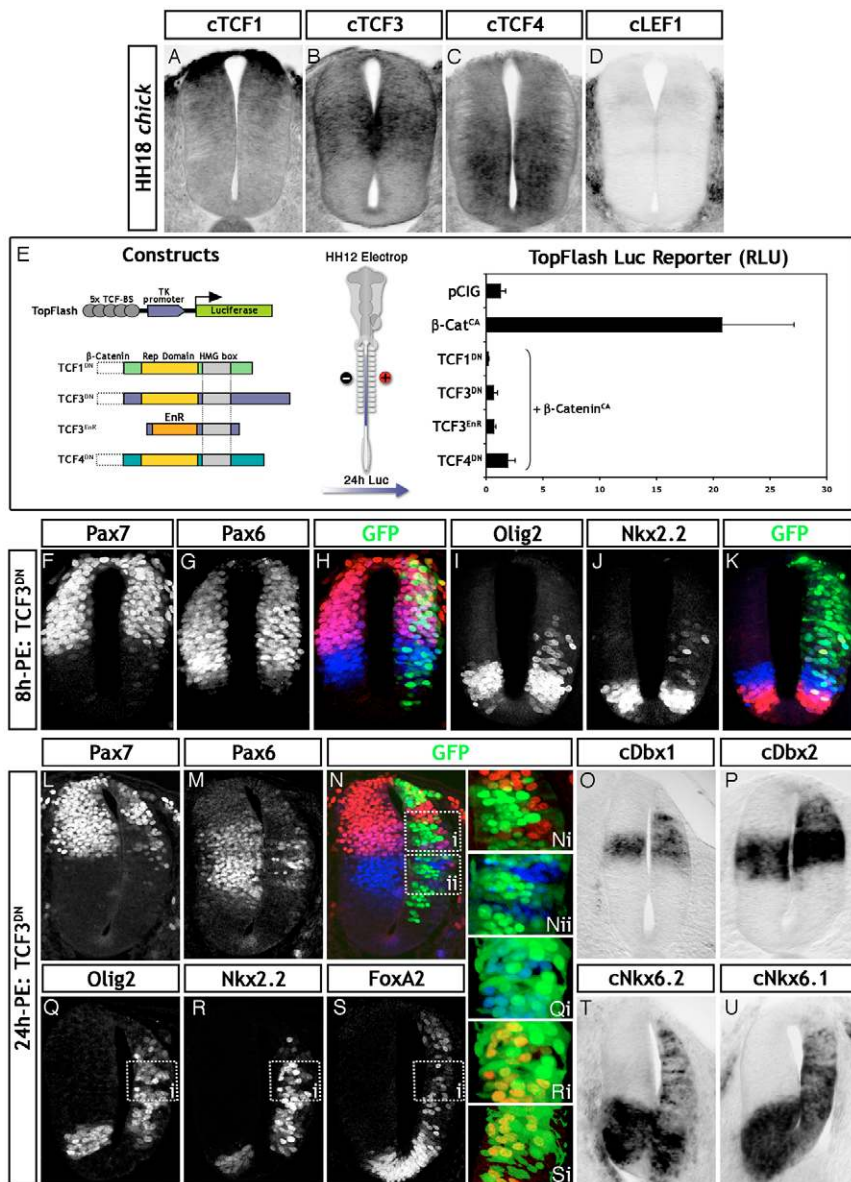 cTCF1 cTCF3 cTCF4 cLEF1
HH18 chick
A B C D
E
Constructs
HH12 Electrop
TopFlash Luc Reporter (RLU)
5x TCF-BS
TK
promoter
TopFlash
Luciferase
β-Catenin Rep Domain HMG box
TCF1ᴰᴺ
TCF3ᴰᴺ
EnR
TCF3ᴱⁿᴿ
TCF4ᴰᴺ
24h Luc
pCIG
β-Catᶜᴬ
TCF1ᴰᴺ
TCF3ᴰᴺ
TCF3ᴱⁿᴿ
TCF4ᴰᴺ
+ β-Cateninᶜᴬ
0 5 10 15 20 25 30
Pax7 Pax6 GFP Olig2 Nkx2.2 GFP
8h-PE: TCF3ᴰᴺ
F G H I J K
Pax7 Pax6 GFP cDbx1 cDbx2
24h-PE: TCF3ᴰᴺ
L M N i ii Ni Nii O P
Olig2 Nkx2.2 FoxA2 Qi cNkx6.2 cNkx6.1
Q i R i S i Ri Si T U